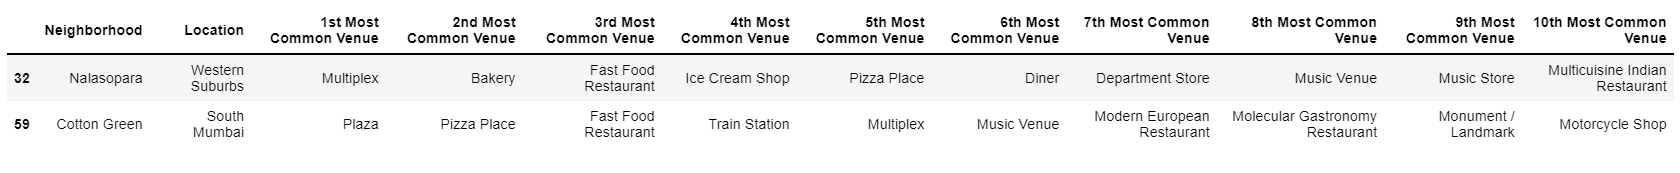 Neighborhood Location 1st Most Common Venue 2nd Most Common Venue 3rd Most Common Venue 4th Most Common Venue 5th Most Common Venue 6th Most Common Venue 7th Most Common Venue 8th Most Common Venue 9th Most Common Venue 10th Most Common Venue
32 Nalasopara Western Suburbs Multiplex Bakery Fast Food Restaurant Ice Cream Shop Pizza Place Diner Department Store Music Venue Music Store Multicuisine Indian Restaurant
59 Cotton Green South Mumbai Plaza Pizza Place Fast Food Restaurant Train Station Multiplex Music Venue Modern European Restaurant Molecular Gastronomy Restaurant Monument / Landmark Motorcycle Shop